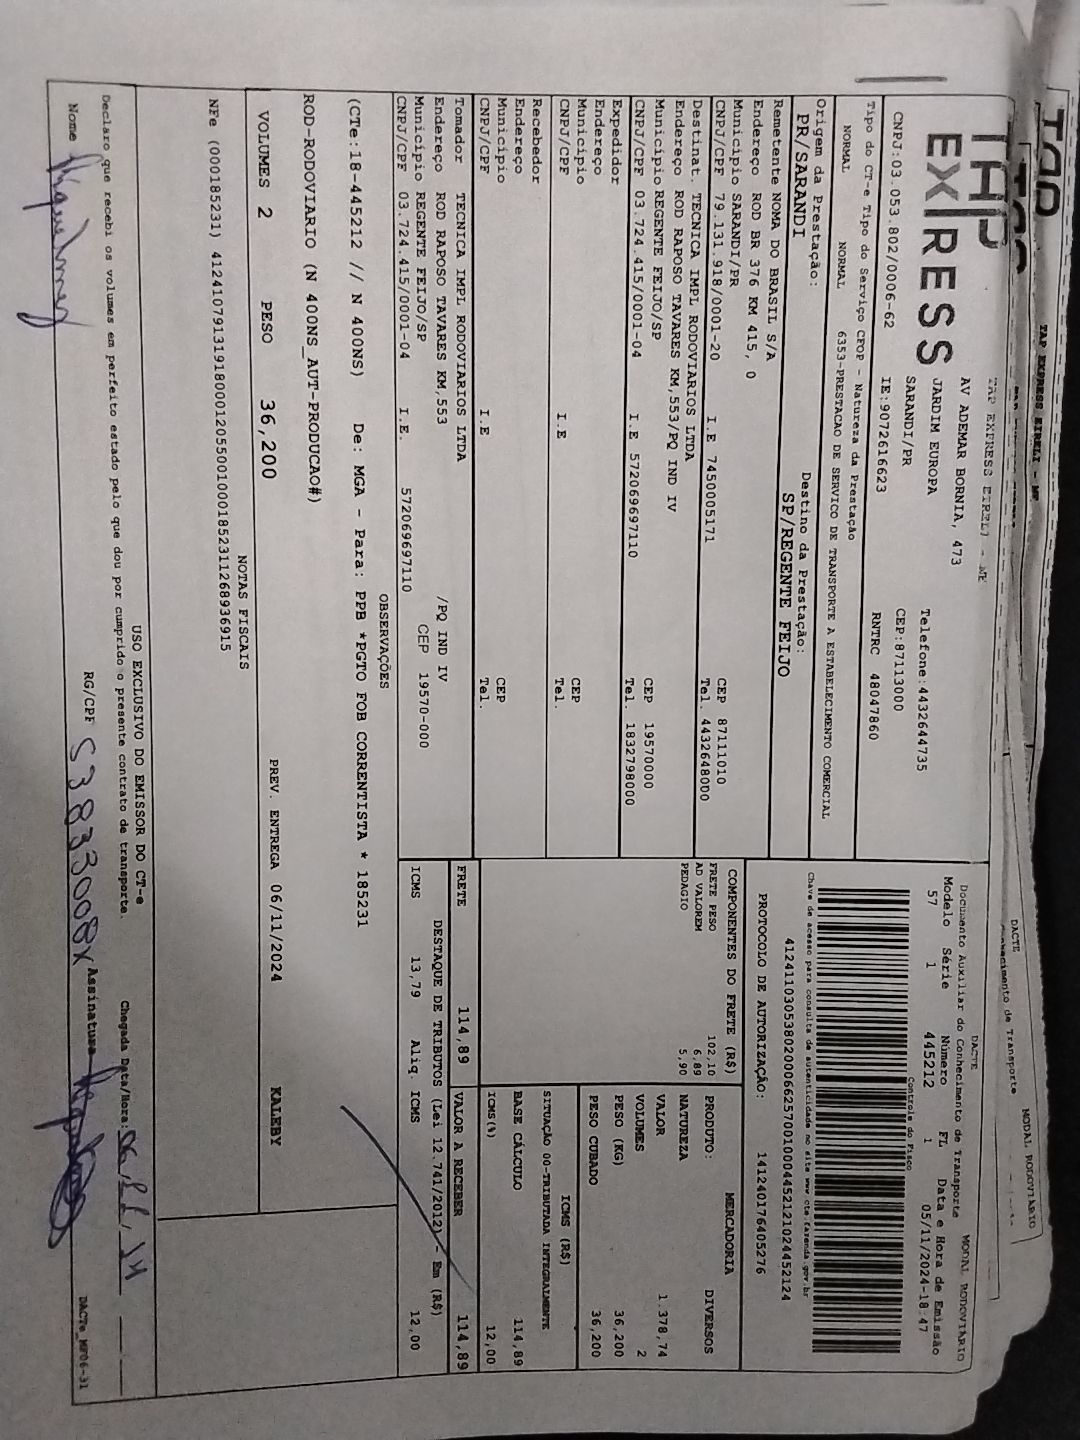 TAP EXPRESS EIRELI - ME
TAP
EXPRESS
TAP EXPRESS EIRELI - ME
AV ADEMAR BORNIA, 473
JARDIM EUROPA
SARANDI/PR
CNPJ:03.053.802/0006-62 IE:9072616623
Telefone:4432644735
CEP:87113000
RNTRC 48047860
DACTE
MODAL RODOVIÁRIO
Documento Auxiliar do Conhecimento de Transporte
Modelo Série Número FL Data e Hora de Emissão
57 1 445212 1 05/11/2024-18:47
Controle do Fisco
Chave de acesso para consulta de autenticidade no site www.cte.fazenda.gov.br
PROTOCOLO DE AUTORIZAÇÃO: 141240176405276
Tipo do CT-e Tipo do Serviço CFOP - Natureza da Prestação
NORMAL NORMAL 6353-PRESTACAO DE SERVICO DE TRANSPORTE A ESTABELECIMENTO COMERCIAL
Origem da Prestação: Destino da Prestação:
PR/SARANDI SP/REGENTE FEIJO
Remetente NOMA DO BRASIL S/A
Endereço ROD BR 376 KM 415, 0
Município SARANDI/PR CEP 87111010
CNPJ/CPF 79.131.918/0001-20 I.E 7450005171 Tel. 4432648000
Destinat. TECNICA IMPL RODOVIARIOS LTDA
Endereço ROD RAPOSO TAVARES KM,553/PQ IND IV
Município REGENTE FEIJO/SP CEP 19570000
CNPJ/CPF 03.724.415/0001-04 I.E 572069697110 Tel. 1832798000
Expedidor
Endereço
Município CEP
CNPJ/CPF I.E Tel.
Recebedor
Endereço
Município CEP
CNPJ/CPF I.E Tel.
Tomador TECNICA IMPL RODOVIARIOS LTDA
Endereço ROD RAPOSO TAVARES KM,553 /PQ IND IV
Município REGENTE FEIJO/SP CEP 19570-000
CNPJ/CPF 03.724.415/0001-04 I.E. 572069697110
COMPONENTES DO FRETE (R$)
FRETE PESO 102,10
AD VALOREM 6,89
PEDAGIO 5,90
MERCADORIA
PRODUTO: DIVERSOS
NATUREZA
VALOR 1.378,74
VOLUMES 2
PESO (KG) 36,200
PESO CUBADO 36,200
ICMS (R$)
SITUAÇÃO 00-TRIBUTADA INTEGRALMENTE
BASE CÁLCULO 114,89
ICMS(%) 12,00
FRETE 114,89 VALOR A RECEBER 114,89
DESTAQUE DE TRIBUTOS (Lei 12.741/2012) - Em (R$)
ICMS 13,79 Aliq. ICMS 12,00
OBSERVAÇÕES
(CTe:18-445212 // N 400NS) De: MGA - Para: PPB *PGTO FOB CORRENTISTA * 185231
ROD-RODOVIARIO (N 400NS_AUT-PRODUCAO#)
VOLUMES 2 PESO 36,200 PREV. ENTREGA 06/11/2024 KALEBY
NOTAS FISCAIS
USO EXCLUSIVO DO EMISSOR DO CT-e
Declaro que recebi os volumes em perfeito estado pelo que dou por cumprido o presente contrato de transporte. Chegada Data/Hora:
Nome RG/CPF 53833008X Assinatura
DACTe_MF06-31